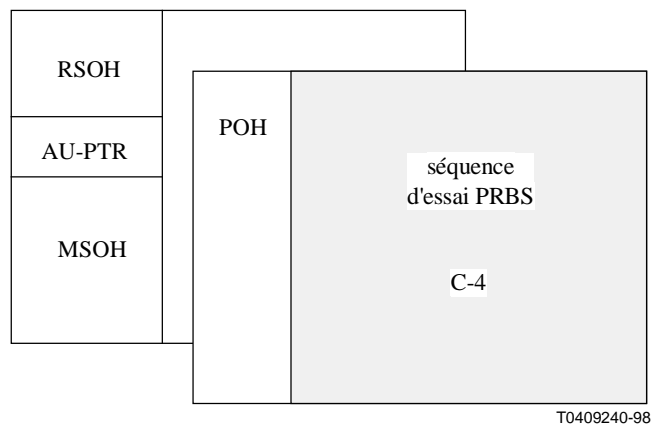 RSOH
AU-PTR
MSOH
POH
séquence
d'essai PRBS
C-4
T0409240-98